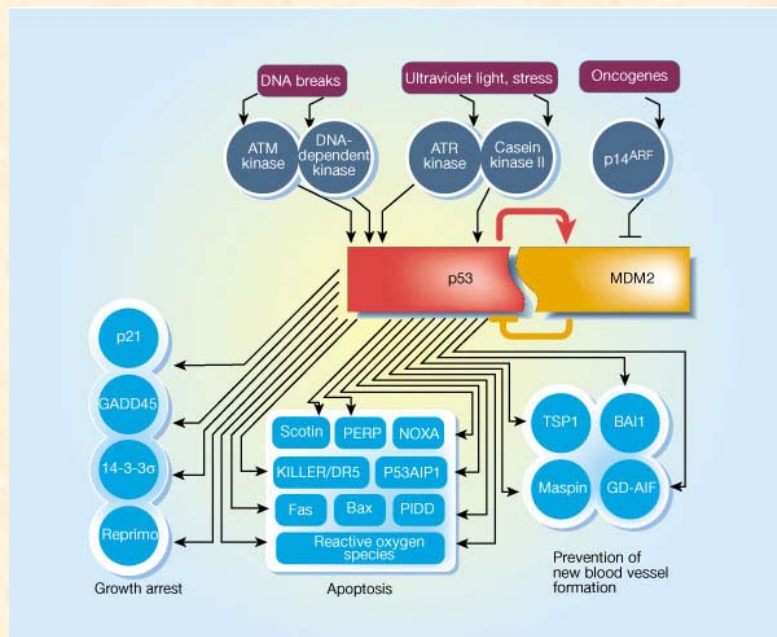 DNA breaks
Ultraviolet light, stress
Oncogenes
ATM
kinase
DNA-
dependent
kinase
ATR
kinase
Casein
kinase II
p14ARF
p53
MDM2
p21
GADD45
14-3-3σ
Reprimo
Growth arrest
Scotin
PERP
NOXA
KILLER/DR5
P53AIP1
Fas
Bax
PIDD
Reactive oxygen
species
Apoptosis
TSP1
BAI1
Maspin
GD-AIF
Prevention of
new blood vessel
formation